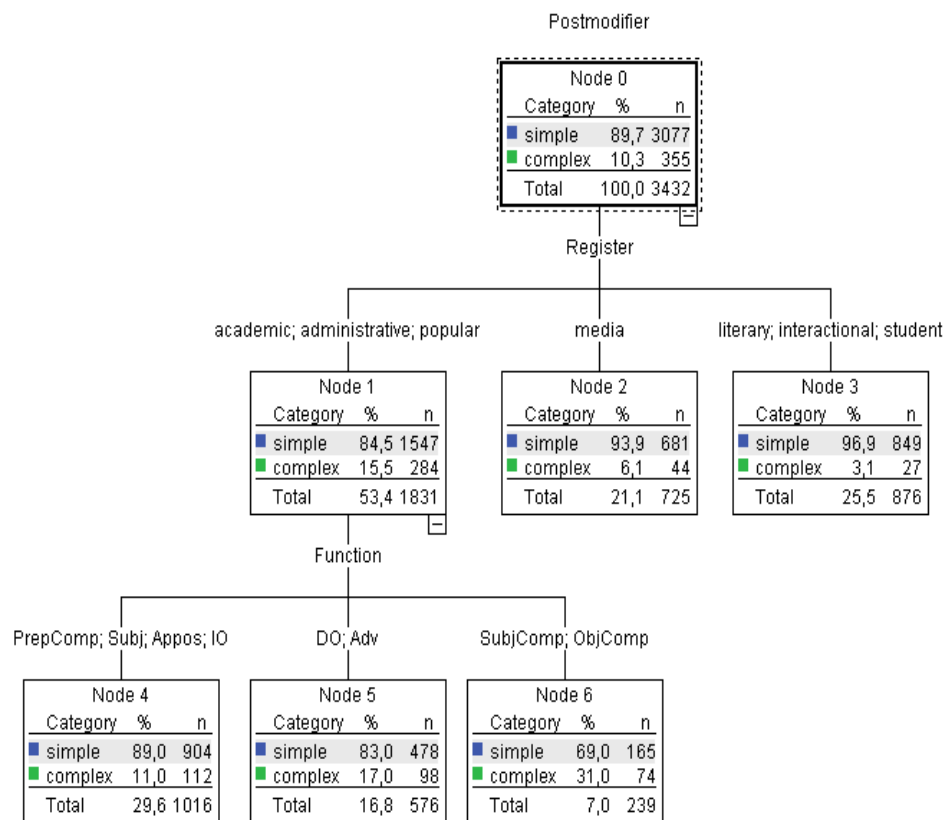 Postmodifier
Node 0
Category % n
simple 89,7 3077
complex 10,3 355
Total 100,0 3432
Register
academic; administrative; popular
media
literary; interactional; student
Node 1
Category % n
simple 84,5 1547
complex 15,5 284
Total 53,4 1831
Node 2
Category % n
simple 93,9 681
complex 6,1 44
Total 21,1 725
Node 3
Category % n
simple 96,9 849
complex 3,1 27
Total 25,5 876
Function
PrepComp; Subj; Appos; IO
DO; Adv
SubjComp; ObjComp
Node 4
Category % n
simple 89,0 904
complex 11,0 112
Total 29,6 1016
Node 5
Category % n
simple 83,0 478
complex 17,0 98
Total 16,8 576
Node 6
Category % n
simple 69,0 165
complex 31,0 74
Total 7,0 239